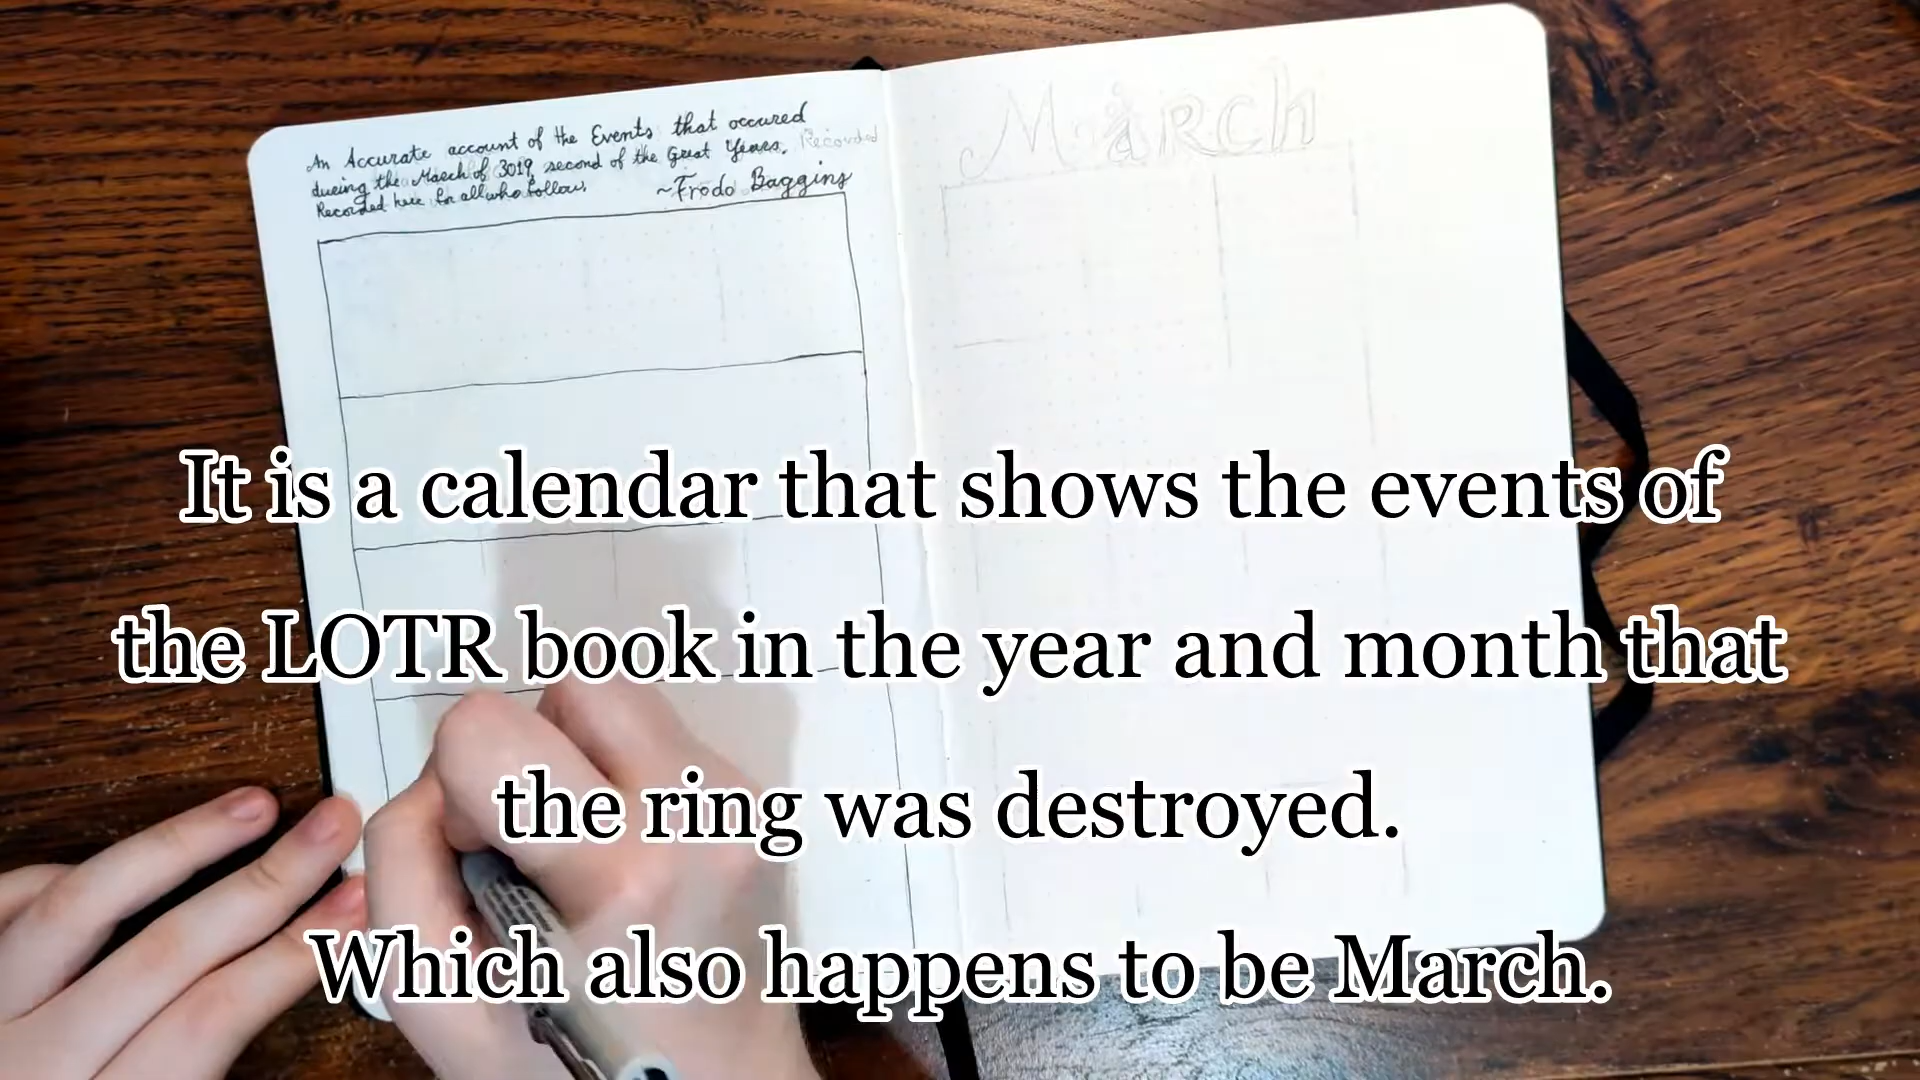 An Accurate account of the Events that occured
during the March of 3019, second of the Great Years. Recorded
Recorded here for all who follow.
~Frodo Baggins
March
It is a calendar that shows the events of
the LOTR book in the year and month that
the ring was destroyed.
Which also happens to be March.